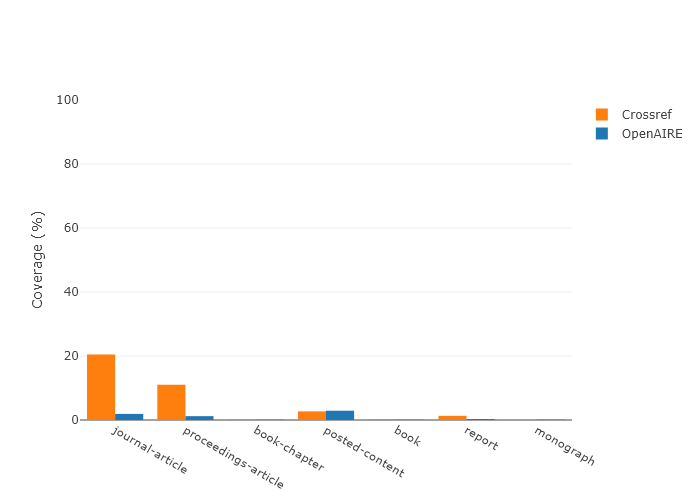 100
80
60
40
20
0
Coverage (%)
journal-article
proceedings-article
book-chapter
posted-content
book
report
monograph
Crossref
OpenAIRE